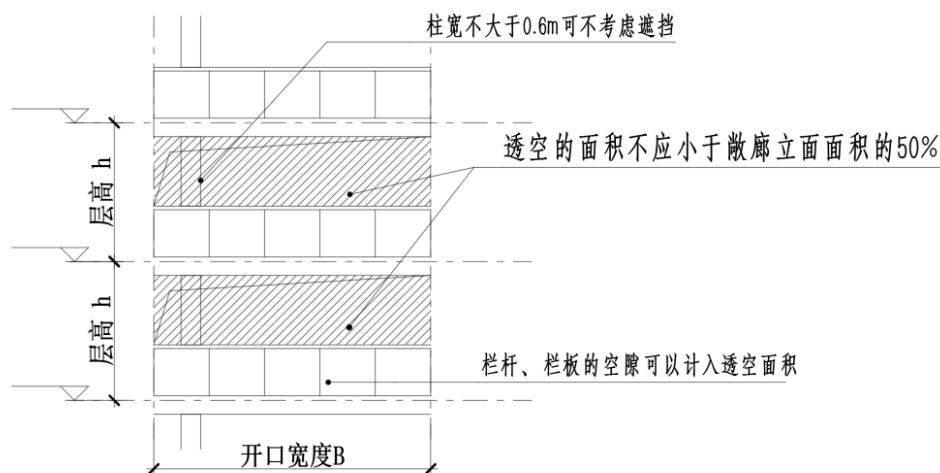 柱宽不大于0.6m可不考虑遮挡
透空的面积不应小于敞廊立面面积的50%
层高 h
层高 h
栏杆、栏板的空隙可以计入透空面积
开口宽度B